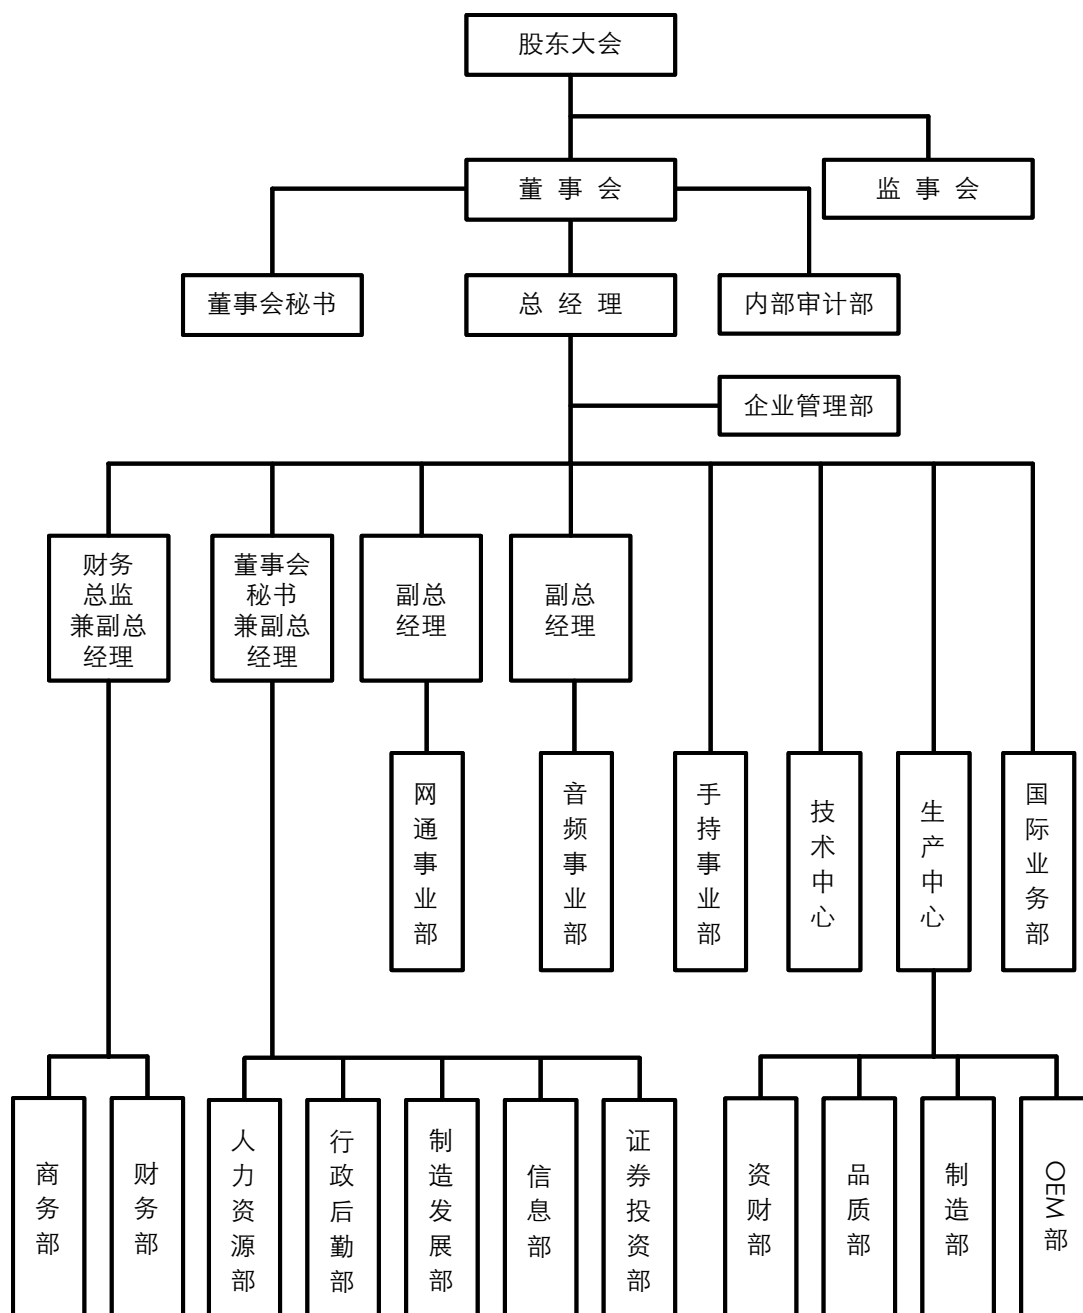 股东大会
董事会
监事会
董事会秘书
总经理
内部审计部
企业管理部
财务
总监
兼副总
经理
董事会
秘书
兼副总
经理
副总
经理
副总
经理
网通事业部
音频事业部
手持事业部
技术中心
生产中心
国际业务部
商务部
财务部
人力资源部
行政后勤部
制造发展部
信息部
证券投资部
资财部
品质部
制造部
OEM部